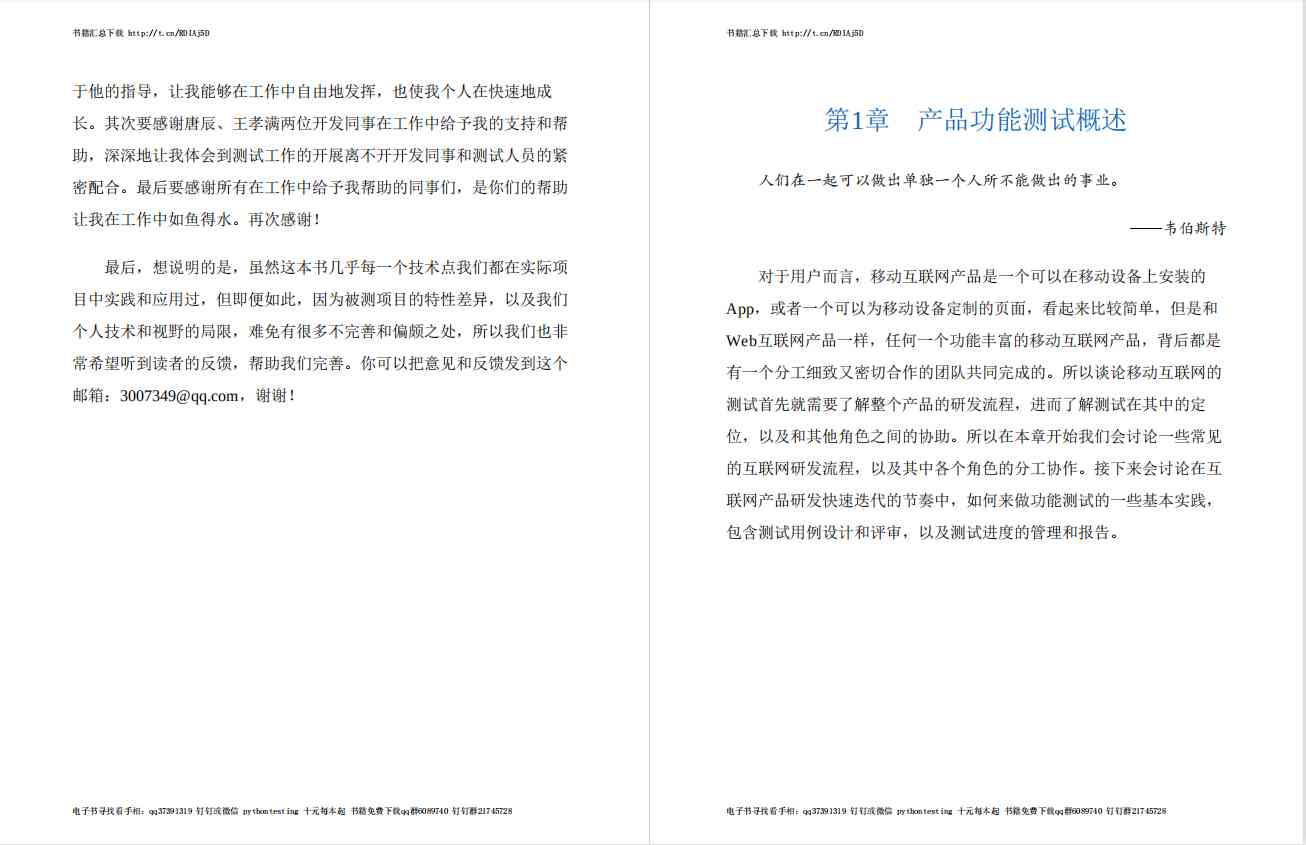 书籍汇总下载 http://t.cn/RDIAj5D
于他的指导，让我能够在工作中自由地发挥，也使我个人在快速地成
长。其次要感谢唐辰、王孝满两位开发同事在工作中给予我的支持和帮
助，深深地让我体会到测试工作的开展离不开开发同事和测试人员的紧
密配合。最后要感谢所有在工作中给予我帮助的同事们，是你们的帮助
让我在工作中如鱼得水。再次感谢！
最后，想说明的是，虽然这本书几乎每一个技术点我们都在实际项
目中实践和应用过，但即便如此，因为被测项目的特性差异，以及我们
个人技术和视野的局限，难免有很多不完善和偏颇之处，所以我们也非
常希望听到读者的反馈，帮助我们完善。你可以把意见和反馈发到这个
邮箱：3007349@qq.com，谢谢！
电子书寻找看手相：qq37391319 钉钉或微信 pythontesting 十元每本起 书籍免费下载qq群6089740 钉钉群21745728
书籍汇总下载 http://t.cn/RDIAj5D
第1章 产品功能测试概述
人们在一起可以做出单独一个人所不能做出的事业。
——韦伯斯特
对于用户而言，移动互联网产品是一个可以在移动设备上安装的
App，或者一个可以为移动设备定制的页面，看起来比较简单，但是和
Web互联网产品一样，任何一个功能丰富的移动互联网产品，背后都是
有一个分工细致又密切合作的团队共同完成的。所以谈论移动互联网的
测试首先就需要了解整个产品的研发流程，进而了解测试在其中的定
位，以及和其他角色之间的协助。所以在本章开始我们会讨论一些常见
的互联网研发流程，以及其中各个角色的分工协作。接下来会讨论在互
联网产品研发快速迭代的节奏中，如何来做功能测试的一些基本实践，
包含测试用例设计和评审，以及测试进度的管理和报告。
电子书寻找看手相：qq37391319 钉钉或微信 pythontesting 十元每本起 书籍免费下载qq群6089740 钉钉群21745728